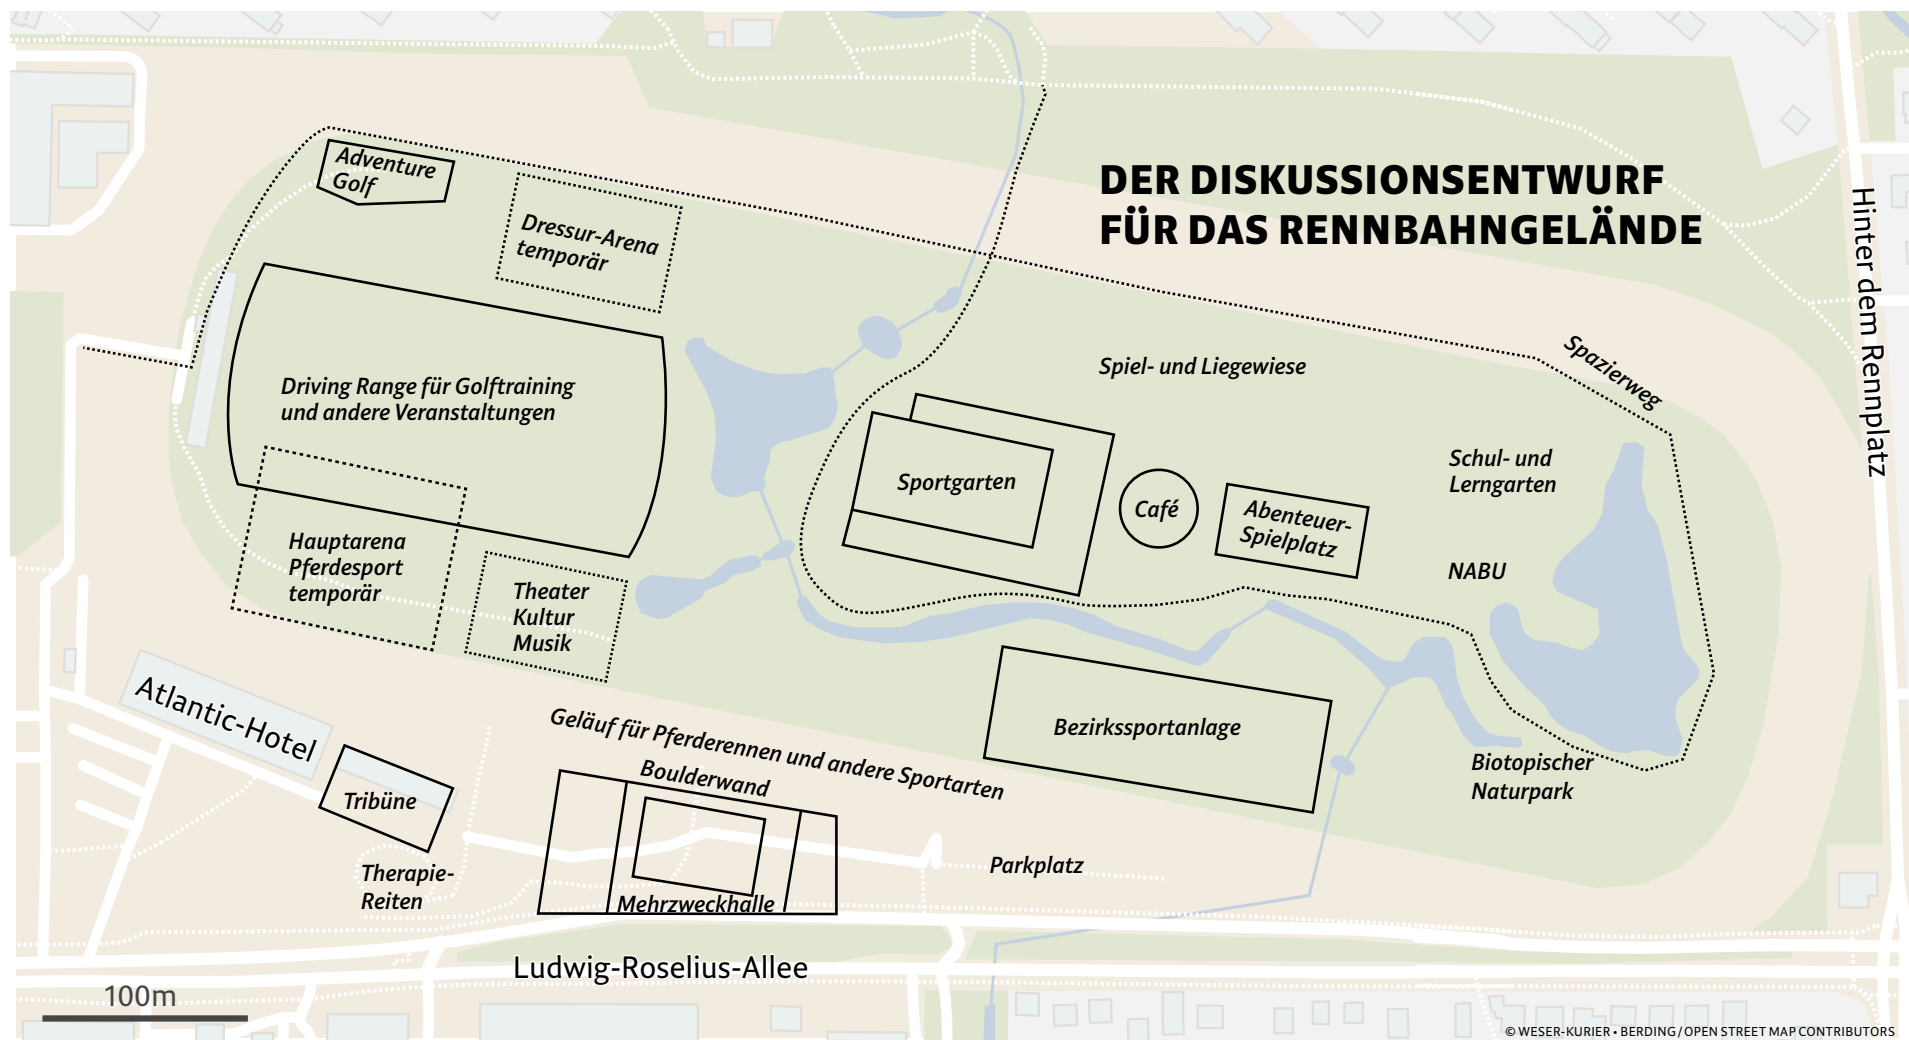 DER DISKUSSIONSENTWURF
FÜR DAS RENNBAHNGELÄNDE
Adventure
Golf
Dressur-Arena
temporär
Hinter dem Rennplatz
Spazierweg
Spiel- und Liegewiese
Driving Range für Golftraining
und andere Veranstaltungen
Schul- und
Lerngarten
Sportgarten
Café
Abenteuer-
Spielplatz
Hauptarena
Pferdesport
temporär
NABU
Theater
Kultur
Musik
Atlantic-Hotel
Geläuf für Pferderennen und andere Sportarten
Bezirkssportanlage
Biotopischer
Naturpark
Boulderwand
Tribüne
Therapie-
Reiten
Parkplatz
Mehrzweckhalle
Ludwig-Roselius-Allee
100m
© WESER-KURIER • BERDING/OPEN STREET MAP CONTRIBUTORS